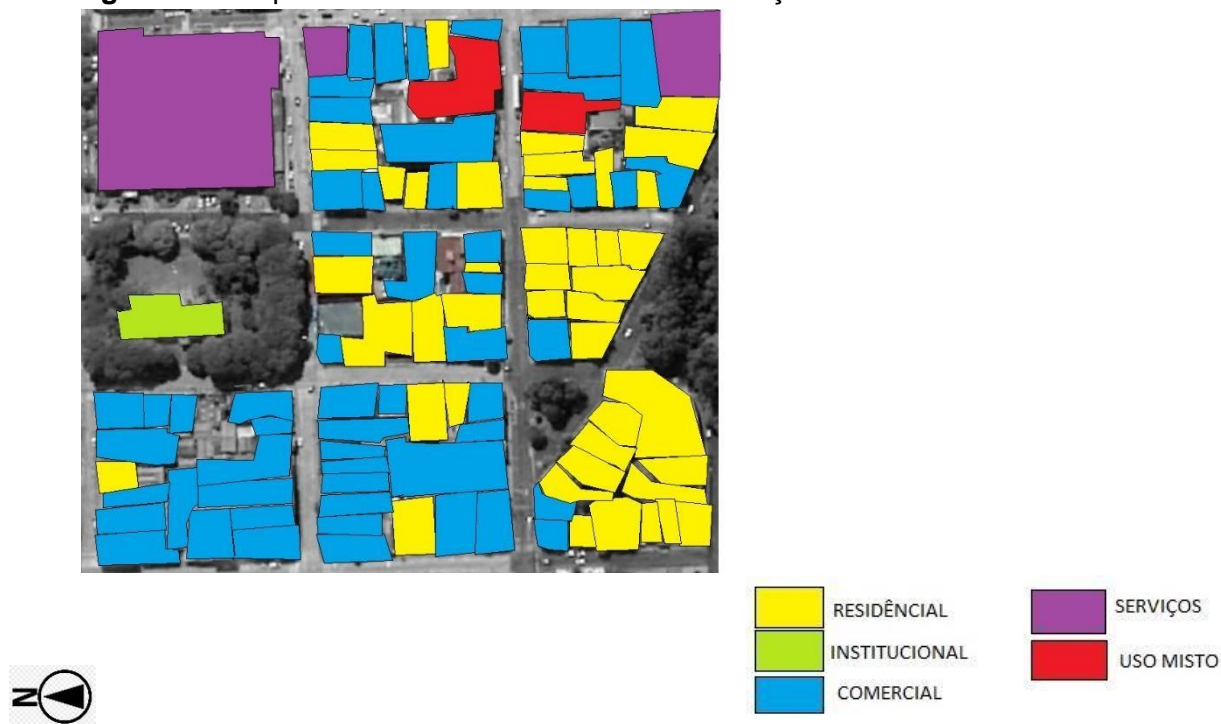 RESIDÊNCIAL
INSTITUCIONAL
COMERCIAL
SERVIÇOS
USO MISTO
N